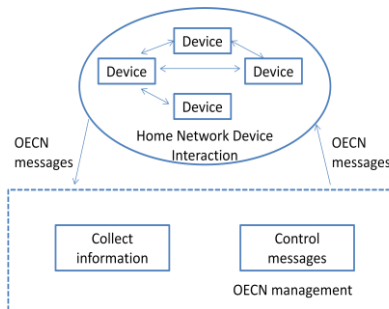 Device
Device
Device
Device
Home Network Device
Interaction
OECN
messages
OECN
messages
Collect
information
Control
messages
OECN management